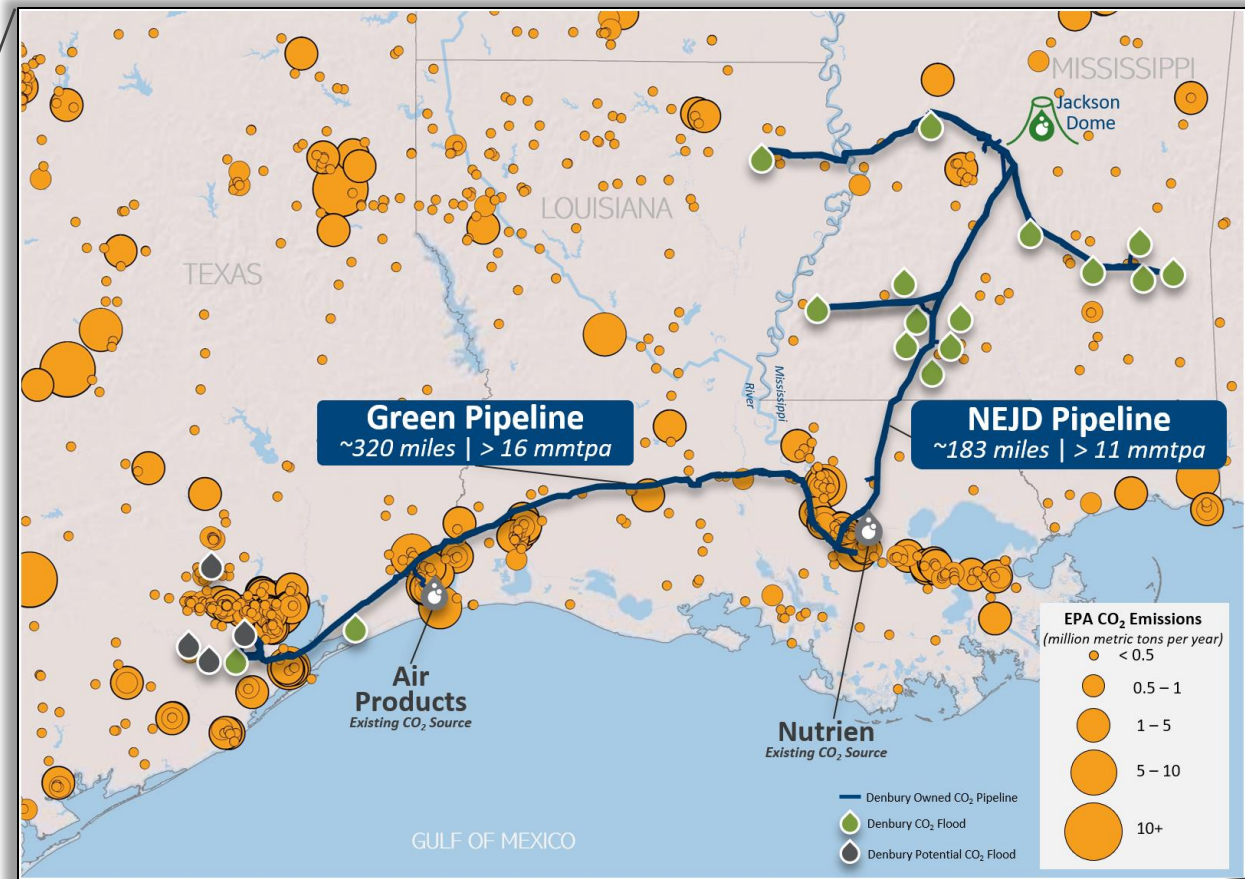 MISSISSIPPI
Jackson
Dome
LOUISIANA
TEXAS
Mississippi
River
Green Pipeline
~320 miles | > 16 mmtpa
NEJD Pipeline
~183 miles | > 11 mmtpa
Air
Products
Existing CO₂ Source
Nutrien
Existing CO₂ Source
GULF OF MEXICO
EPA CO₂ Emissions
(million metric tons per year)
< 0.5
0.5 – 1
1 – 5
5 – 10
10+
Denbury Owned CO₂ Pipeline
Denbury CO₂ Flood
Denbury Potential CO₂ Flood